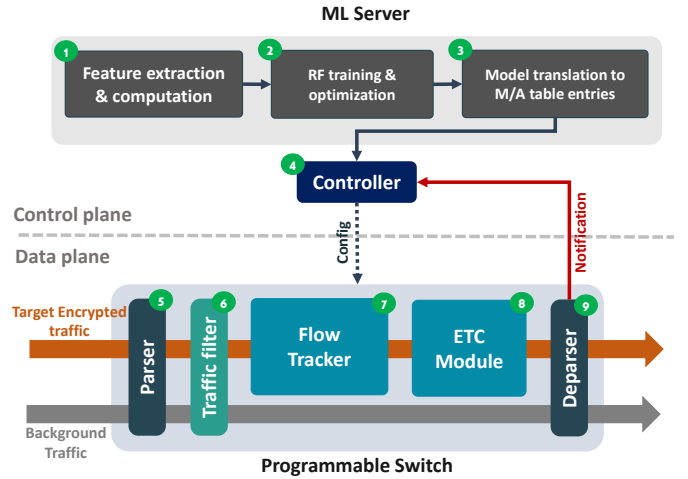 ML Server
1
Feature extraction
& computation
2
RF training &
optimization
3
Model translation to
M/A table entries
4
Controller
Control plane
Data plane
Config
Notification
Target Encrypted
traffic
5
Parser
6
Traffic filter
7
Flow
Tracker
8
ETC
Module
9
Deparser
Background
Traffic
Programmable Switch